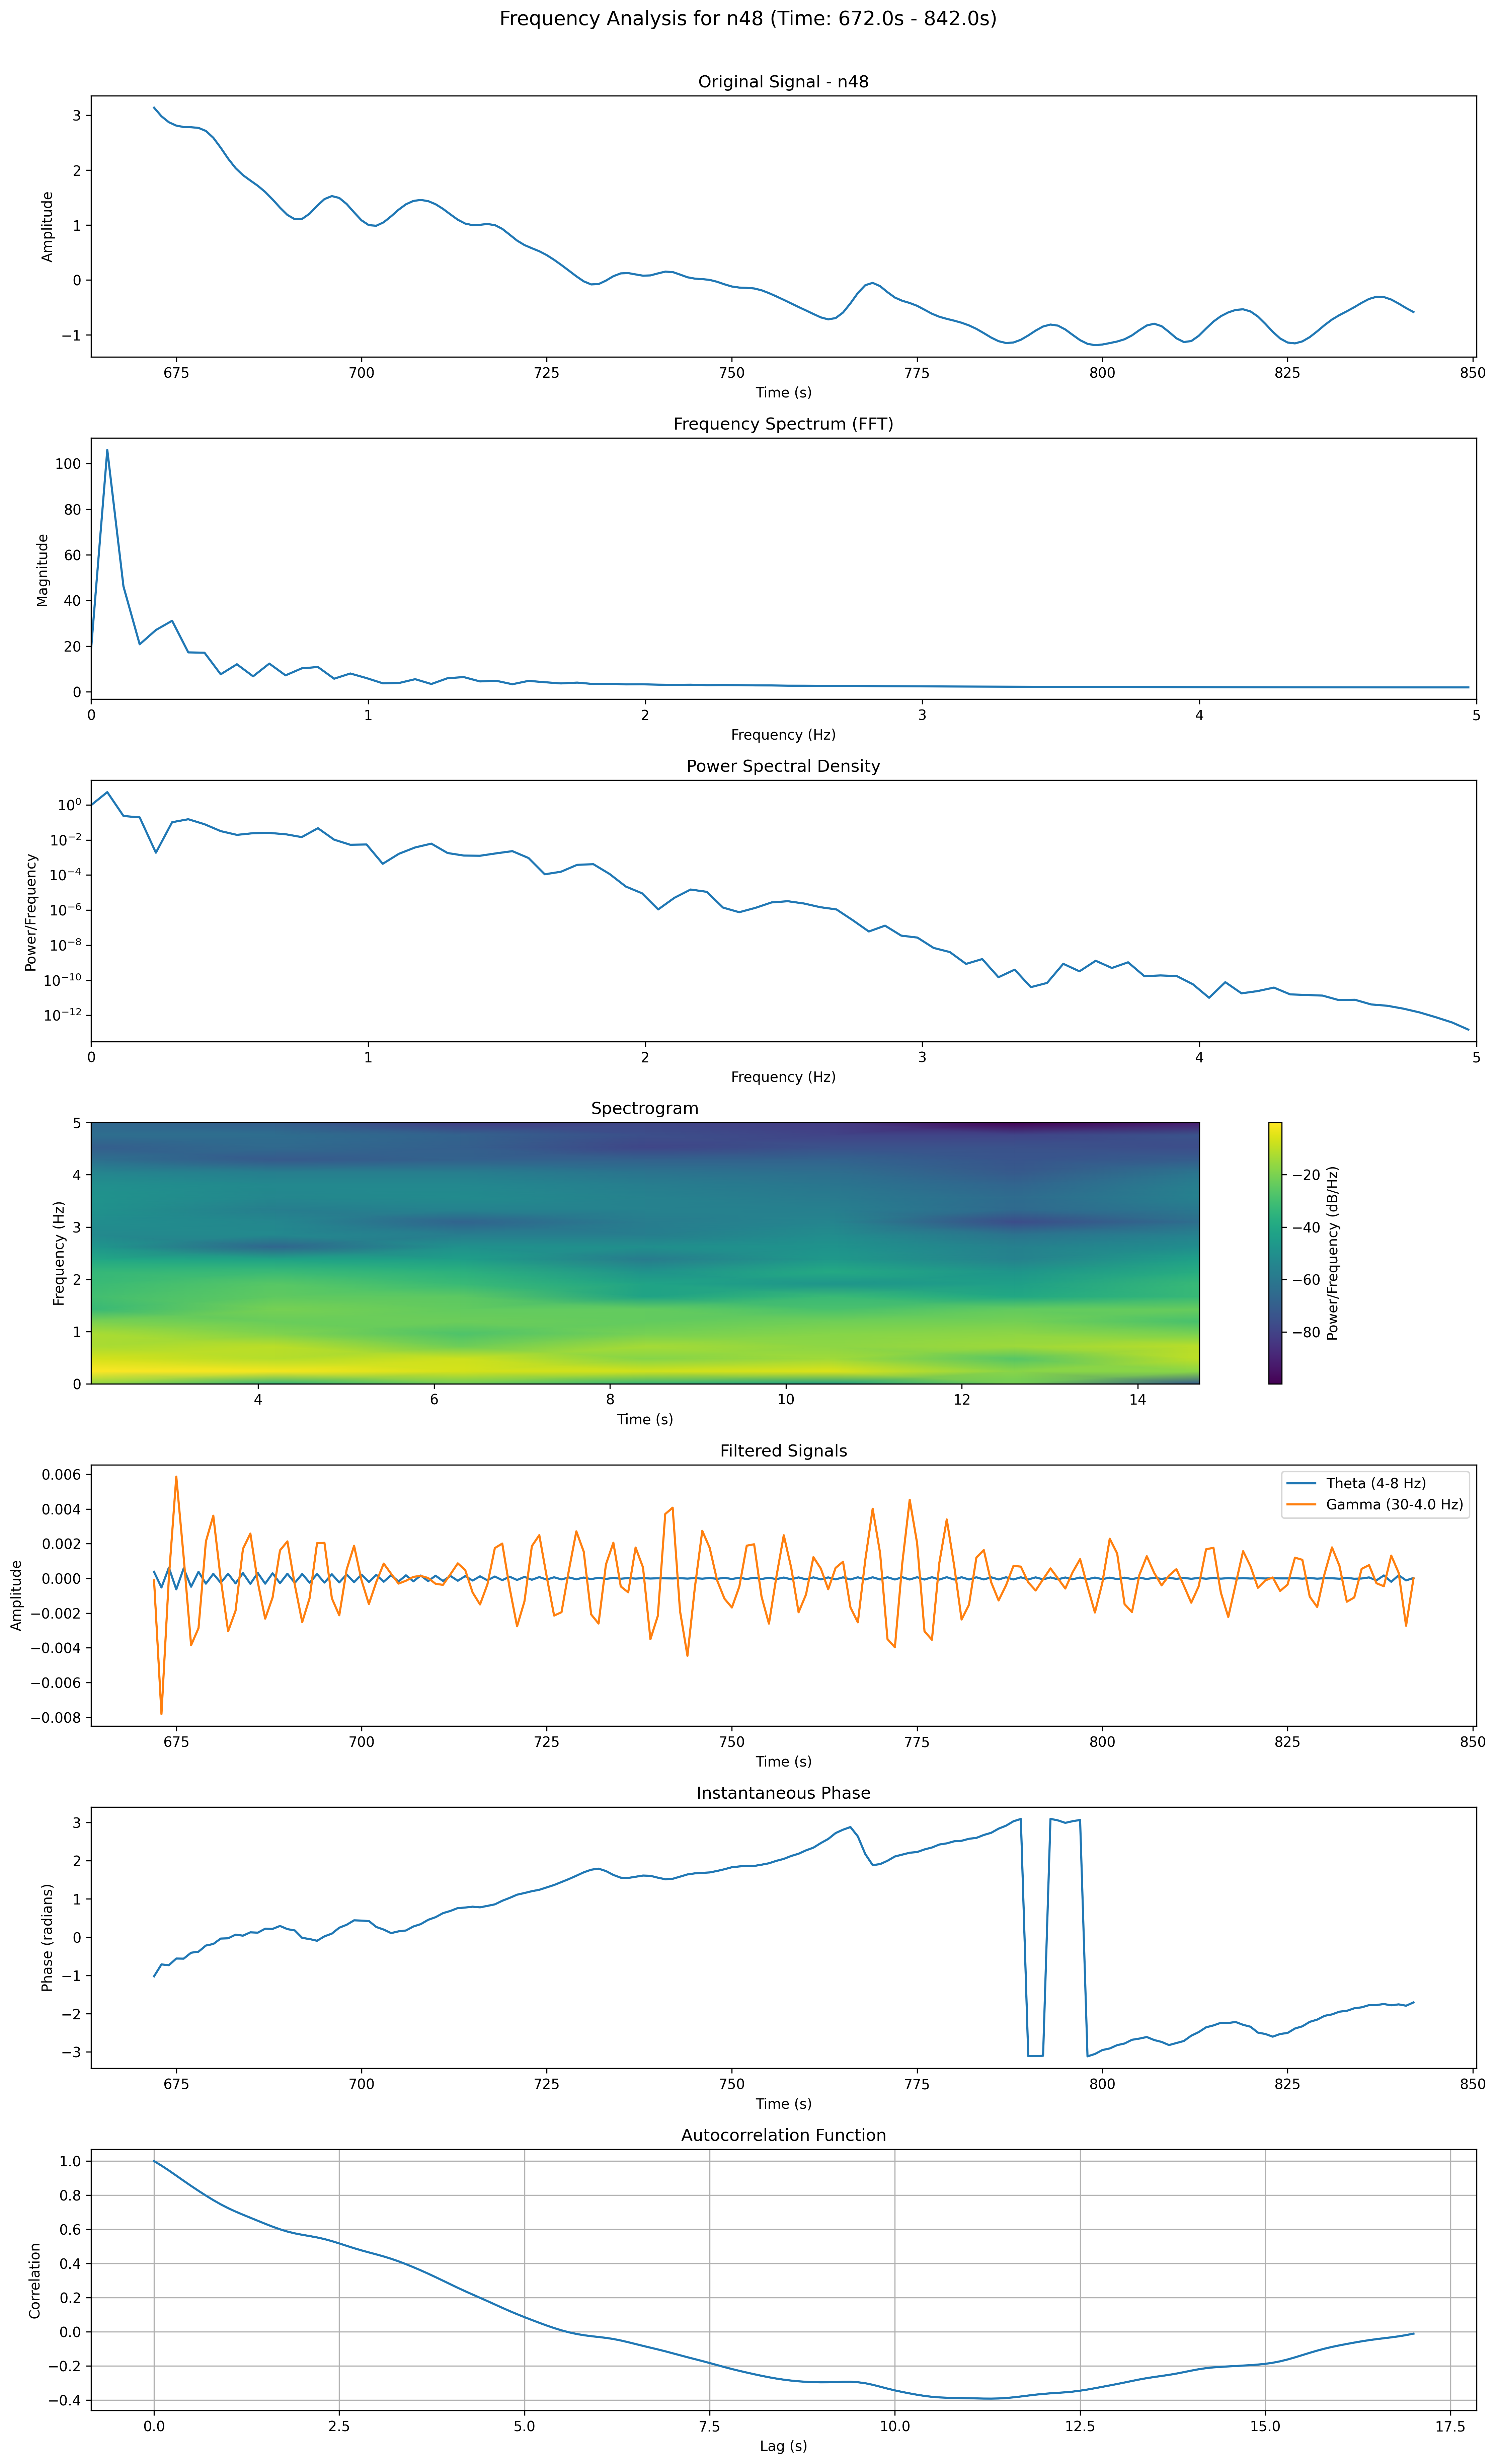 Frequency Analysis for n48 (Time: 672.0s - 842.0s)
Original Signal - n48
Amplitude
3
2
1
0
−1
675 700 725 750 775 800 825 850
Time (s)
Frequency Spectrum (FFT)
Magnitude
100
80
60
40
20
0
0 1 2 3 4 5
Frequency (Hz)
Power Spectral Density
Power/Frequency
10⁰
10⁻²
10⁻⁴
10⁻⁶
10⁻⁸
10⁻¹⁰
10⁻¹²
0 1 2 3 4 5
Frequency (Hz)
Spectrogram
Frequency (Hz)
5
4
3
2
1
0
4 6 8 10 12 14
Time (s)
−20
−40
−60
−80
Power/Frequency (dB/Hz)
Filtered Signals
Amplitude
0.006
0.004
0.002
0.000
−0.002
−0.004
−0.006
−0.008
Theta (4-8 Hz)
Gamma (30-4.0 Hz)
675 700 725 750 775 800 825 850
Time (s)
Instantaneous Phase
Phase (radians)
3
2
1
0
−1
−2
−3
675 700 725 750 775 800 825 850
Time (s)
Autocorrelation Function
Correlation
1.0
0.8
0.6
0.4
0.2
0.0
−0.2
−0.4
0.0 2.5 5.0 7.5 10.0 12.5 15.0 17.5
Lag (s)